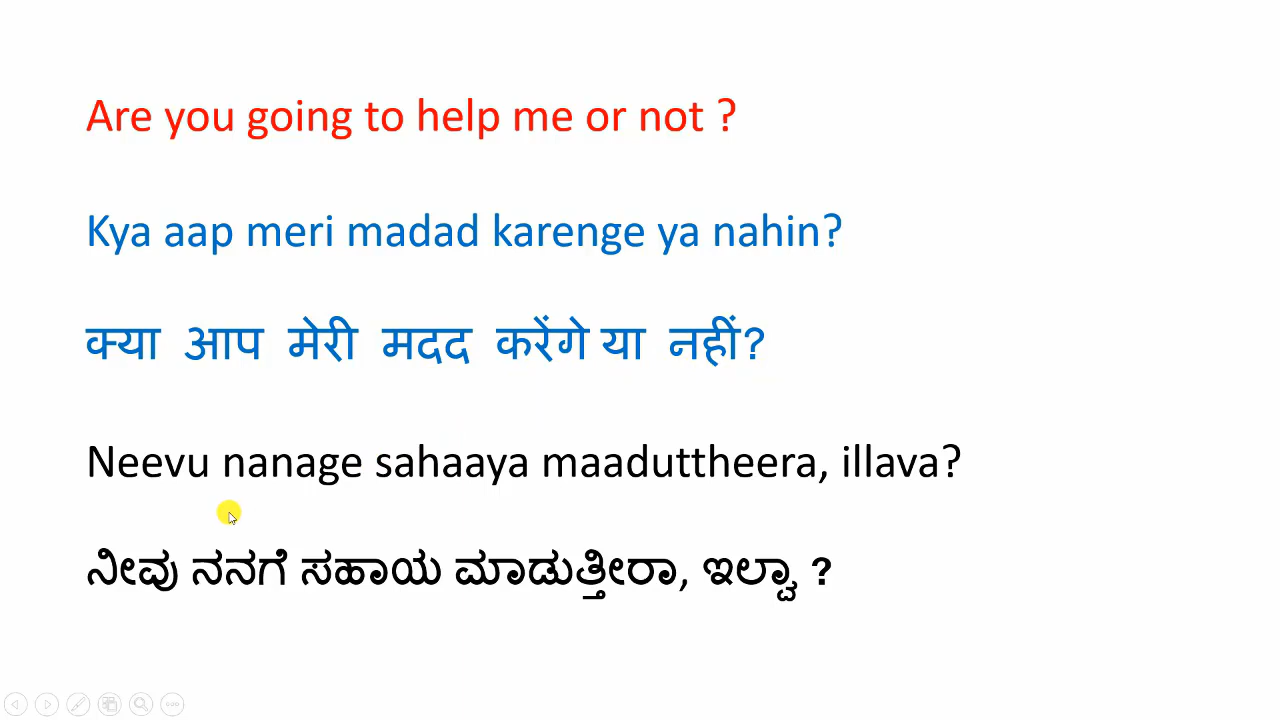 Are you going to help me or not ?
Kya aap meri madad karenge ya nahin?
क्या आप मेरी मदद करेंगे या नहीं?
Neevu nanage sahaaya maaduttheera, illava?
ನೀವು ನನಗೆ ಸಹಾಯ ಮಾಡುತ್ತೀರಾ, ಇಲ್ವಾ ?